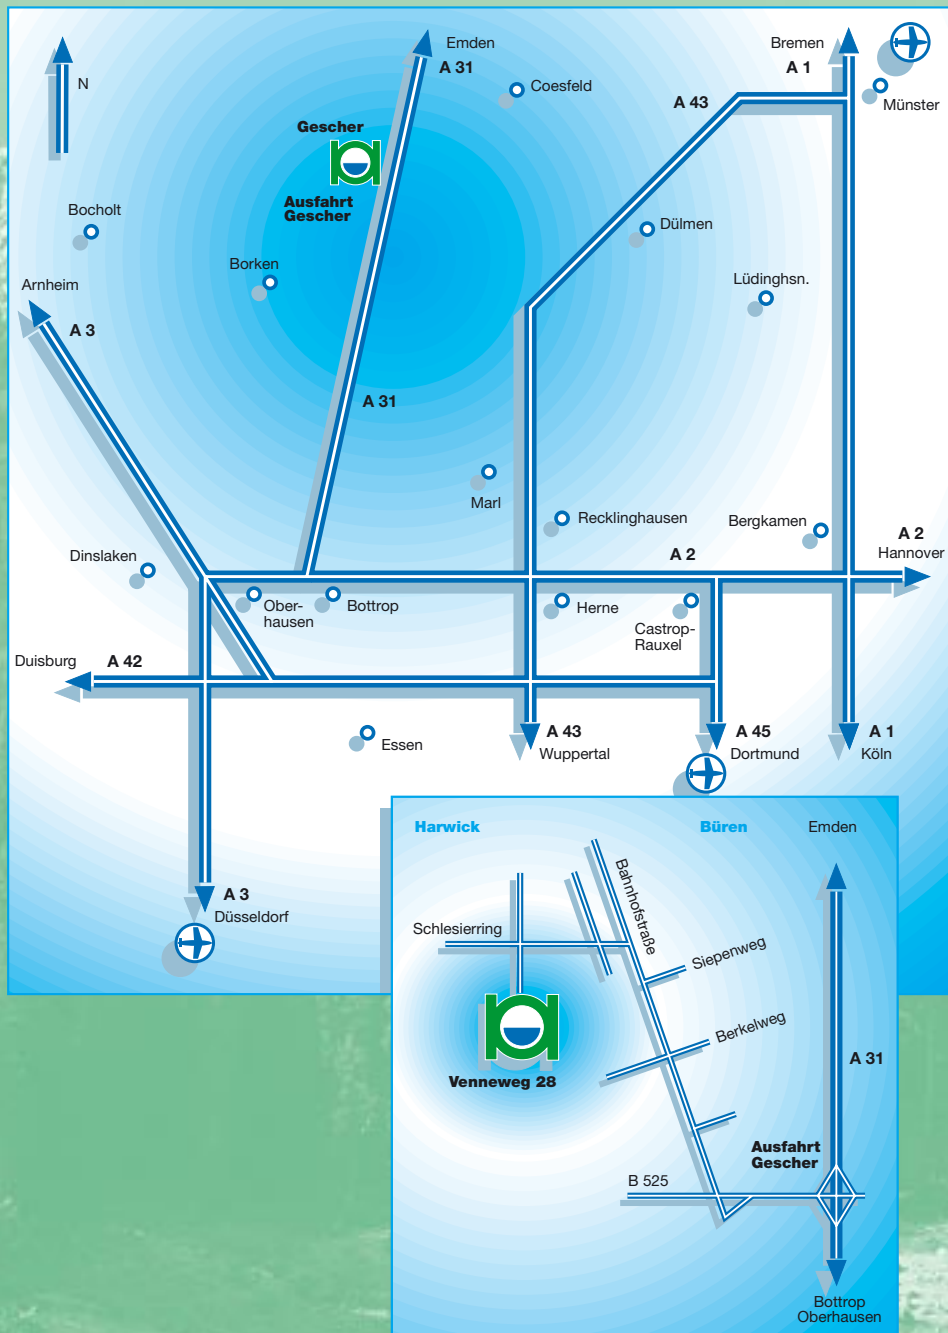 Emden
A 31
Bremen
A 1
N
Coesfeld
A 43
Münster
Gescher
Ausfahrt
Gescher
Bocholt
Dülmen
Borken
Arnheim
Lüdinghsn.
A 3
A 31
Marl
Recklinghausen
Bergkamen
A 2
Hannover
Dinslaken
A 2
Ober-
hausen
Bottrop
Herne
Castrop-
Rauxel
Duisburg
A 42
Essen
A 43
Wuppertal
A 45
Dortmund
A 1
Köln
A 3
Düsseldorf
Harwick
Büren
Emden
Bahnhofstraße
Schlesierring
Siepenweg
Berkelweg
A 31
Venneweg 28
Ausfahrt
Gescher
B 525
Bottrop
Oberhausen